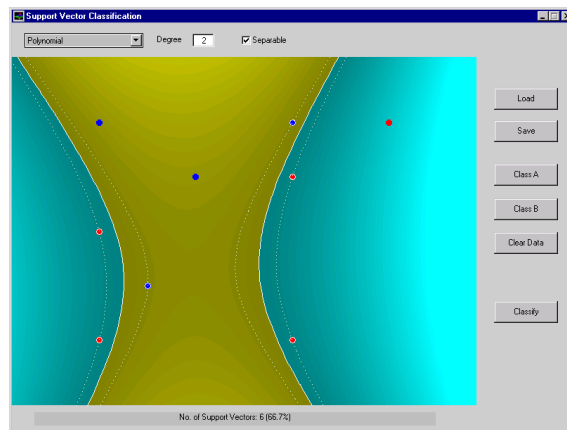 Support Vector Classification
Polynomial Degree 2 Separable
Load
Save
Class A
Class B
Clear Data
Classify
No. of Support Vectors: 6 (66.7%)